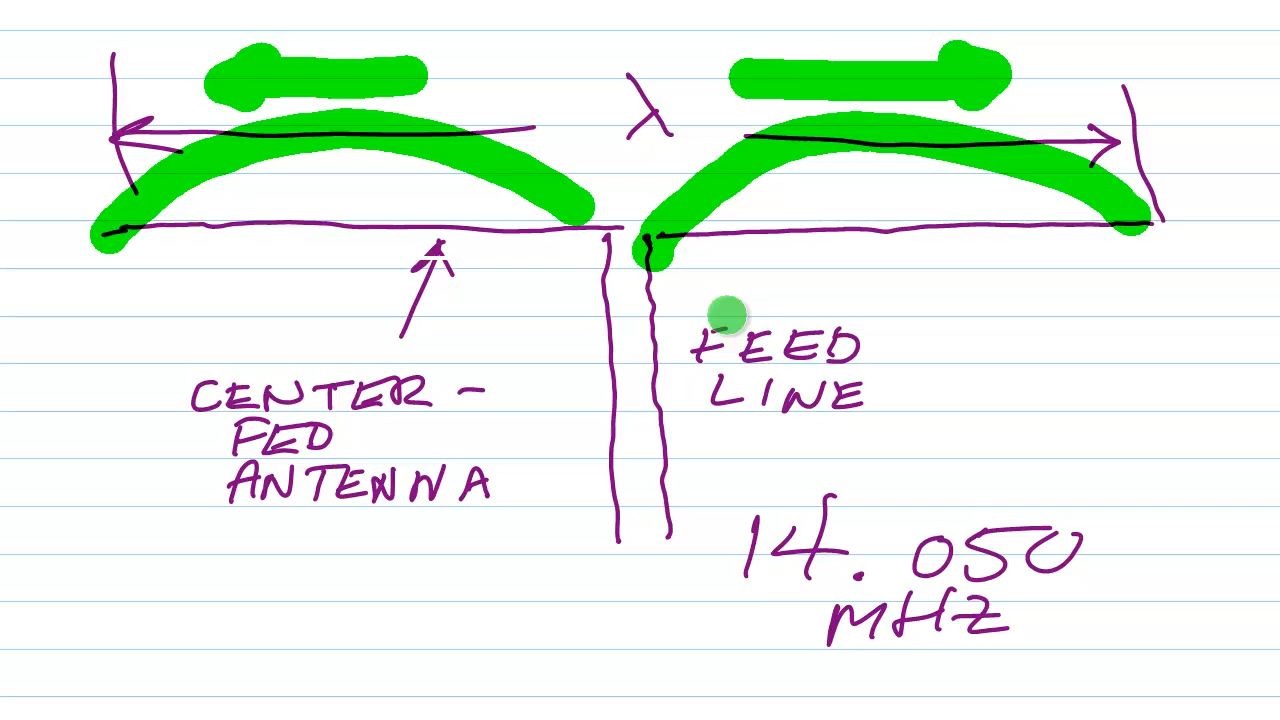 λ
FEED
LINE
CENTER-
FED
ANTENNA
14.050
MHZ